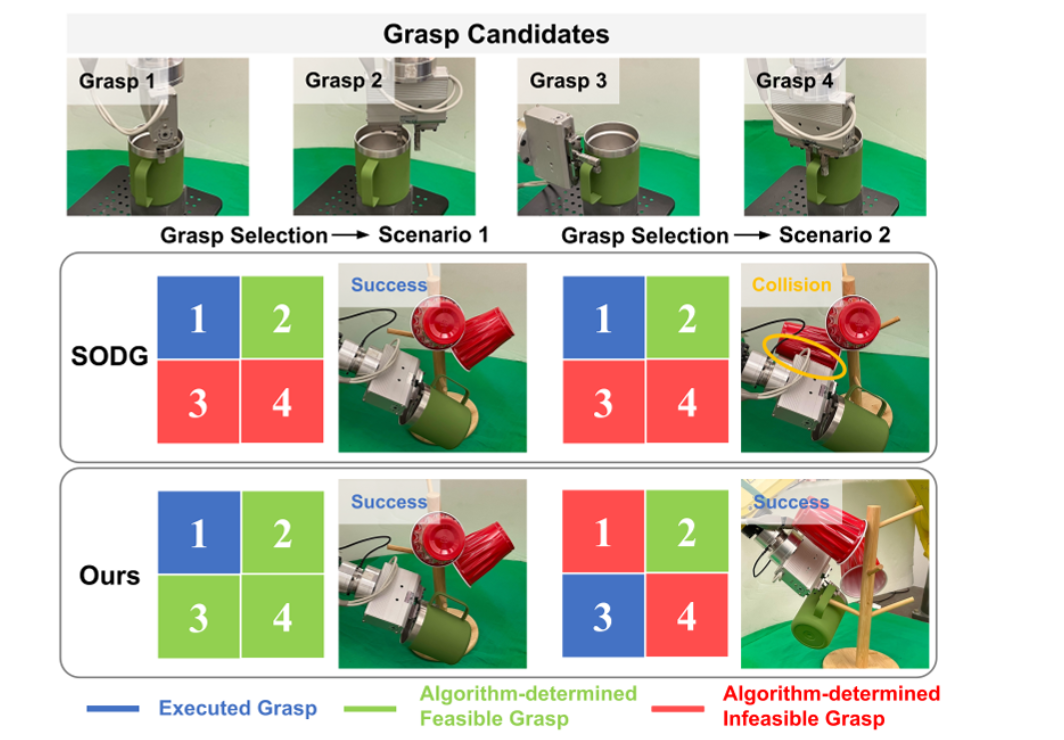 Grasp Candidates
Grasp 1
Grasp 2
Grasp 3
Grasp 4
Grasp Selection → Scenario 1
Grasp Selection → Scenario 2
SODG
1 2
3 4
Success
1 2
3 4
Collision
Ours
1 2
3 4
Success
1 2
3 4
Success
Executed Grasp
Algorithm-determined
Feasible Grasp
Algorithm-determined
Infeasible Grasp